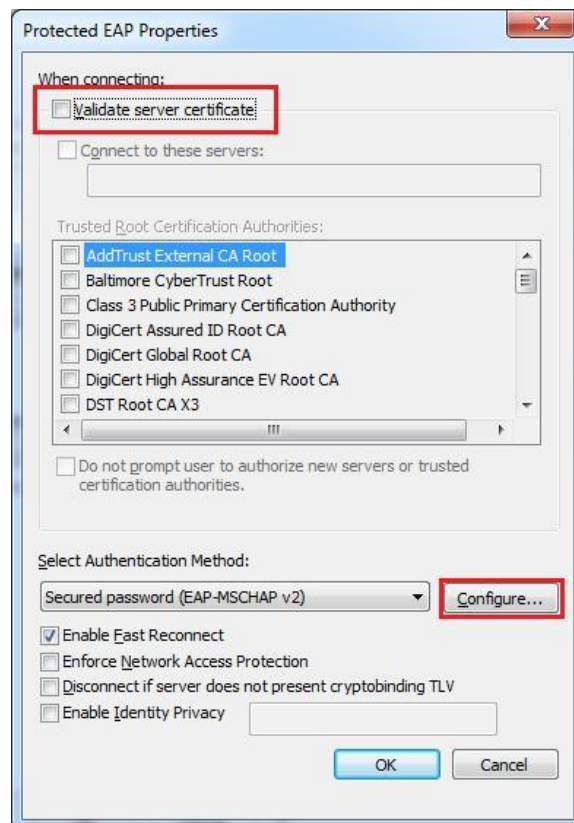 Protected EAP Properties
When connecting:
Validate server certificate
Connect to these servers:
Trusted Root Certification Authorities:
AddTrust External CA Root
Baltimore CyberTrust Root
Class 3 Public Primary Certification Authority
DigiCert Assured ID Root CA
DigiCert Global Root CA
DigiCert High Assurance EV Root CA
DST Root CA X3
Do not prompt user to authorize new servers or trusted
certification authorities.
Select Authentication Method:
Secured password (EAP-MSCHAP v2)
Configure...
Enable Fast Reconnect
Enforce Network Access Protection
Disconnect if server does not present cryptobinding TLV
Enable Identity Privacy
OK
Cancel